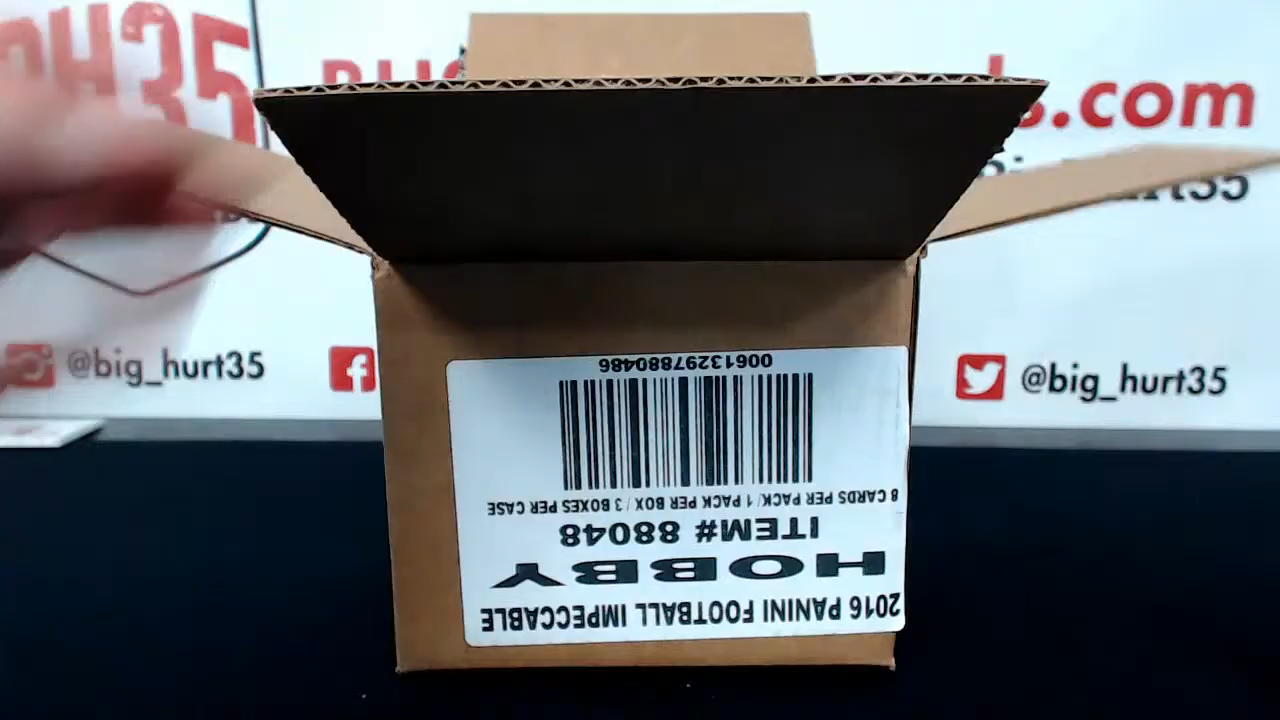 PH35
.com
@big_hurt35
@big_hurt35
00613297880486
8 CARDS PER PACK / 1 PACK PER BOX / 3 BOXES PER CASE
ITEM# 88048
HOBBY
2016 PANINI FOOTBALL IMPECCABLE